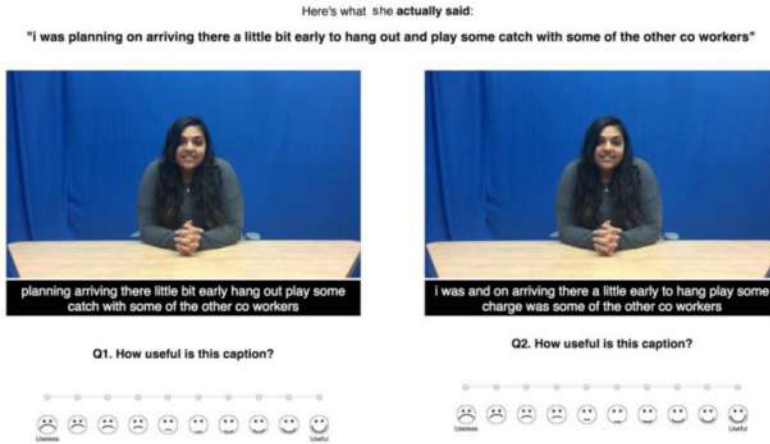 Here's what she actually said:
"i was planning on arriving there a little bit early to hang out and play some catch with some of the other co workers"
planning arriving there little bit early hang out play some
catch with some of the other co workers
Q1. How useful is this caption?
Useless
Useful
i was and on arriving there a little early to hang play some
charge was some of the other co workers
Q2. How useful is this caption?
Useless
Useful